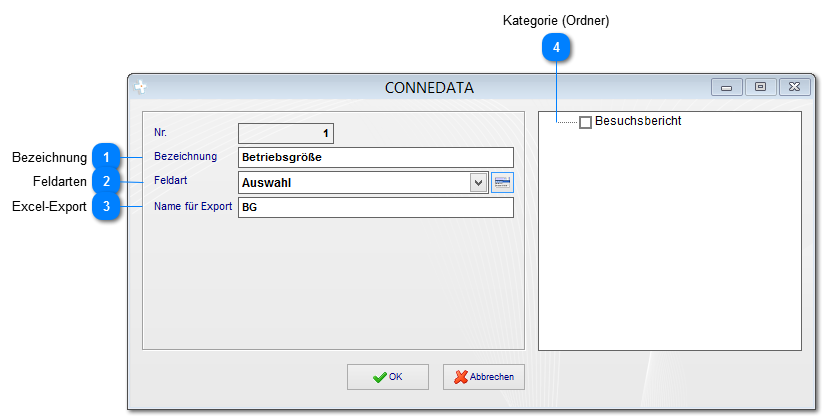 Kategorie (Ordner)
4
CONNEDATA
Nr. 1
Bezeichnung 1 Bezeichnung Betriebsgröße
Feldarten 2 Feldart Auswahl
Excel-Export 3 Name für Export BG
Besuchsbericht
OK Abbrechen